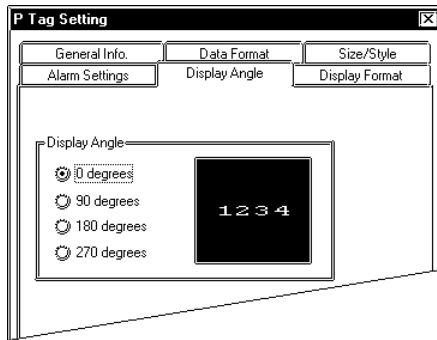 P Tag Setting
General Info. Data Format Size/Style
Alarm Settings Display Angle Display Format
Display Angle
0 degrees
90 degrees
180 degrees
270 degrees
1234